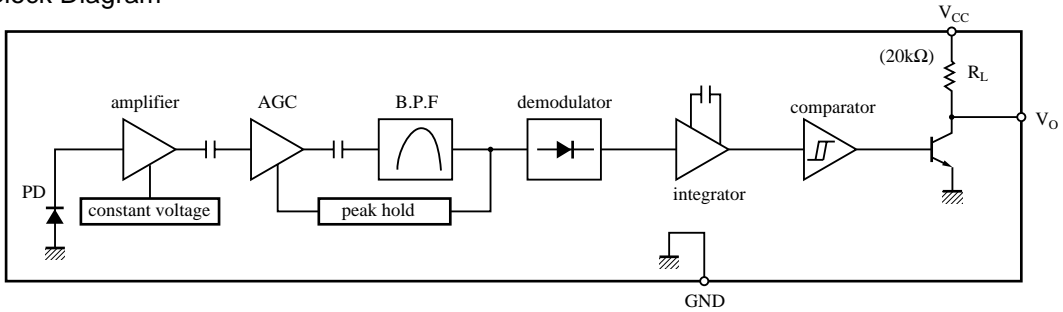 Block Diagram
VCC
(20kΩ)
RL
amplifier
AGC
B.P.F
demodulator
comparator
VO
PD
constant voltage
peak hold
integrator
GND